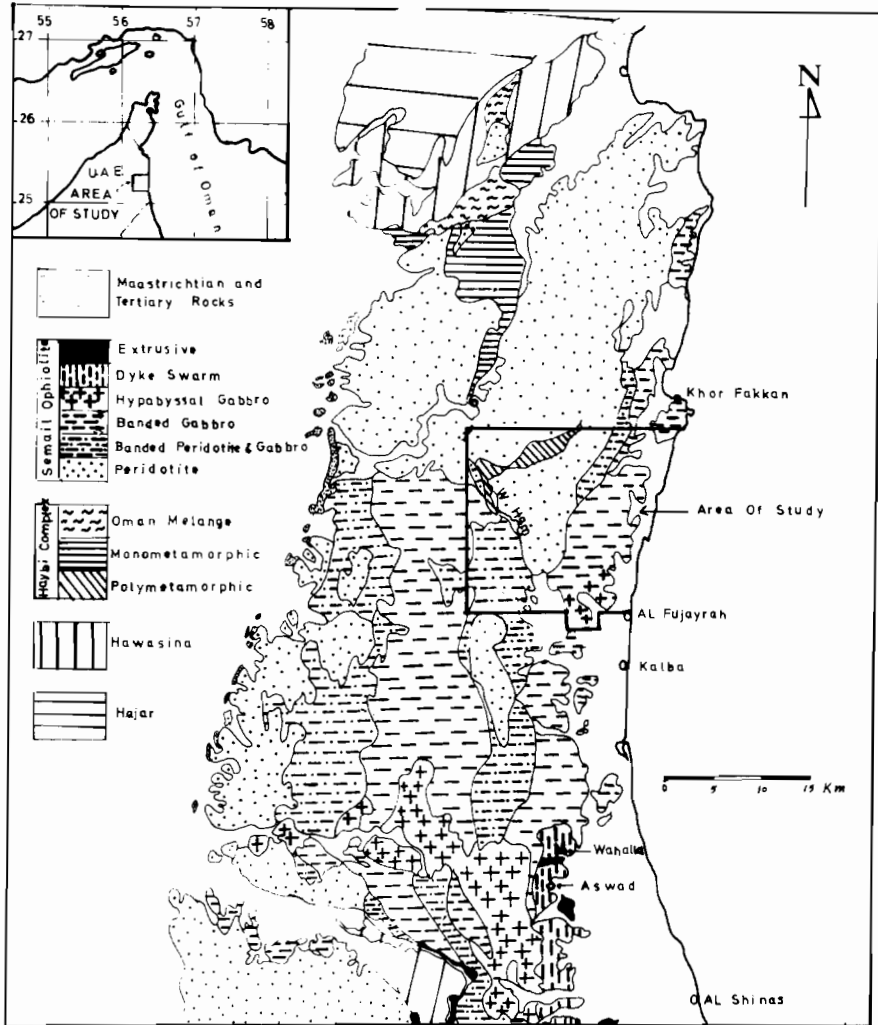 55 56 57 58
27
26
25
Gulf of Oman
UAE
AREA
OF STUDY
N
Maastrichtian and
Tertiary Rocks
Semail Ophiolite
Extrusive
Dyke Swarm
Hypabyssal Gabbro
Banded Gabbro
Banded Peridotite & Gabbro
Peridotite
Haybi Complex
Oman Melange
Monometamorphic
Polymetamorphic
Hawasina
Hajar
Khor Fakkan
W. Ham
Area Of Study
AL Fujayrah
Kalba
0 5 10 15 Km
Wahalla
Aswad
AL Shinas